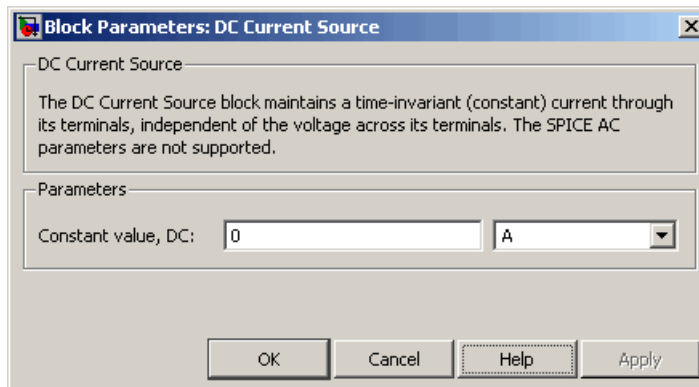 Block Parameters: DC Current Source
DC Current Source
The DC Current Source block maintains a time-invariant (constant) current through
its terminals, independent of the voltage across its terminals. The SPICE AC
parameters are not supported.
Parameters
Constant value, DC: 0 A
OK Cancel Help Apply